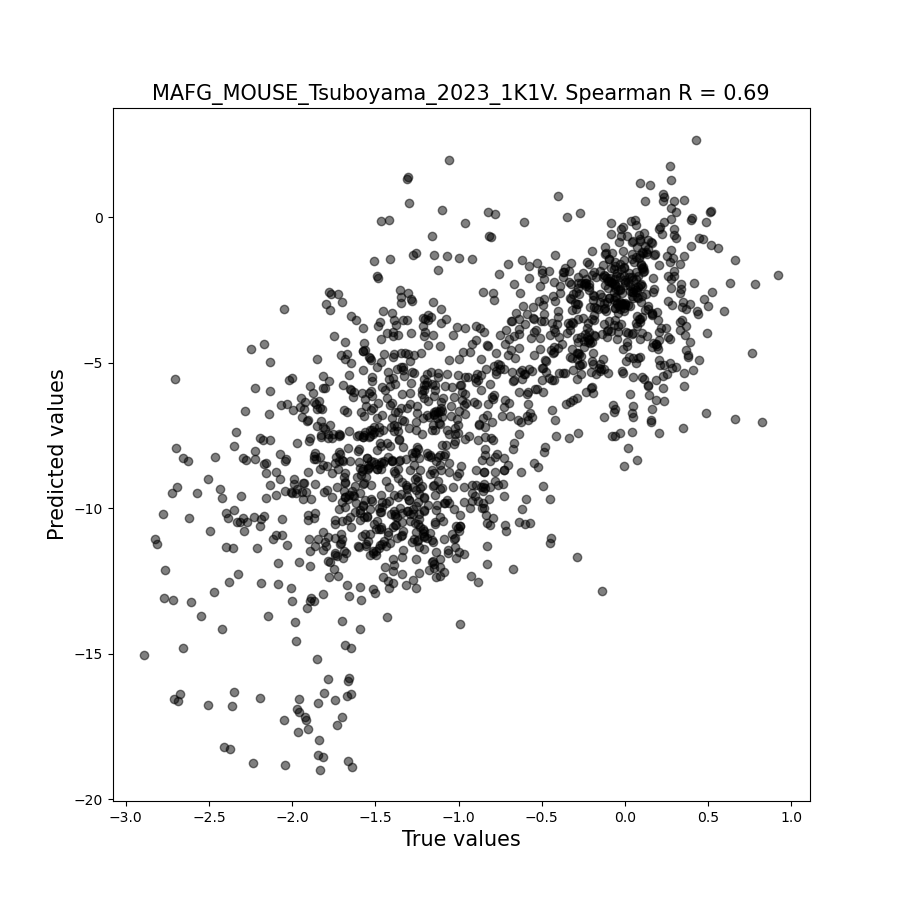 MAFG_MOUSE_Tsuboyama_2023_1K1V. Spearman R = 0.69
0
−5
−10
−15
−20
Predicted values
−3.0 −2.5 −2.0 −1.5 −1.0 −0.5 0.0 0.5 1.0
True values